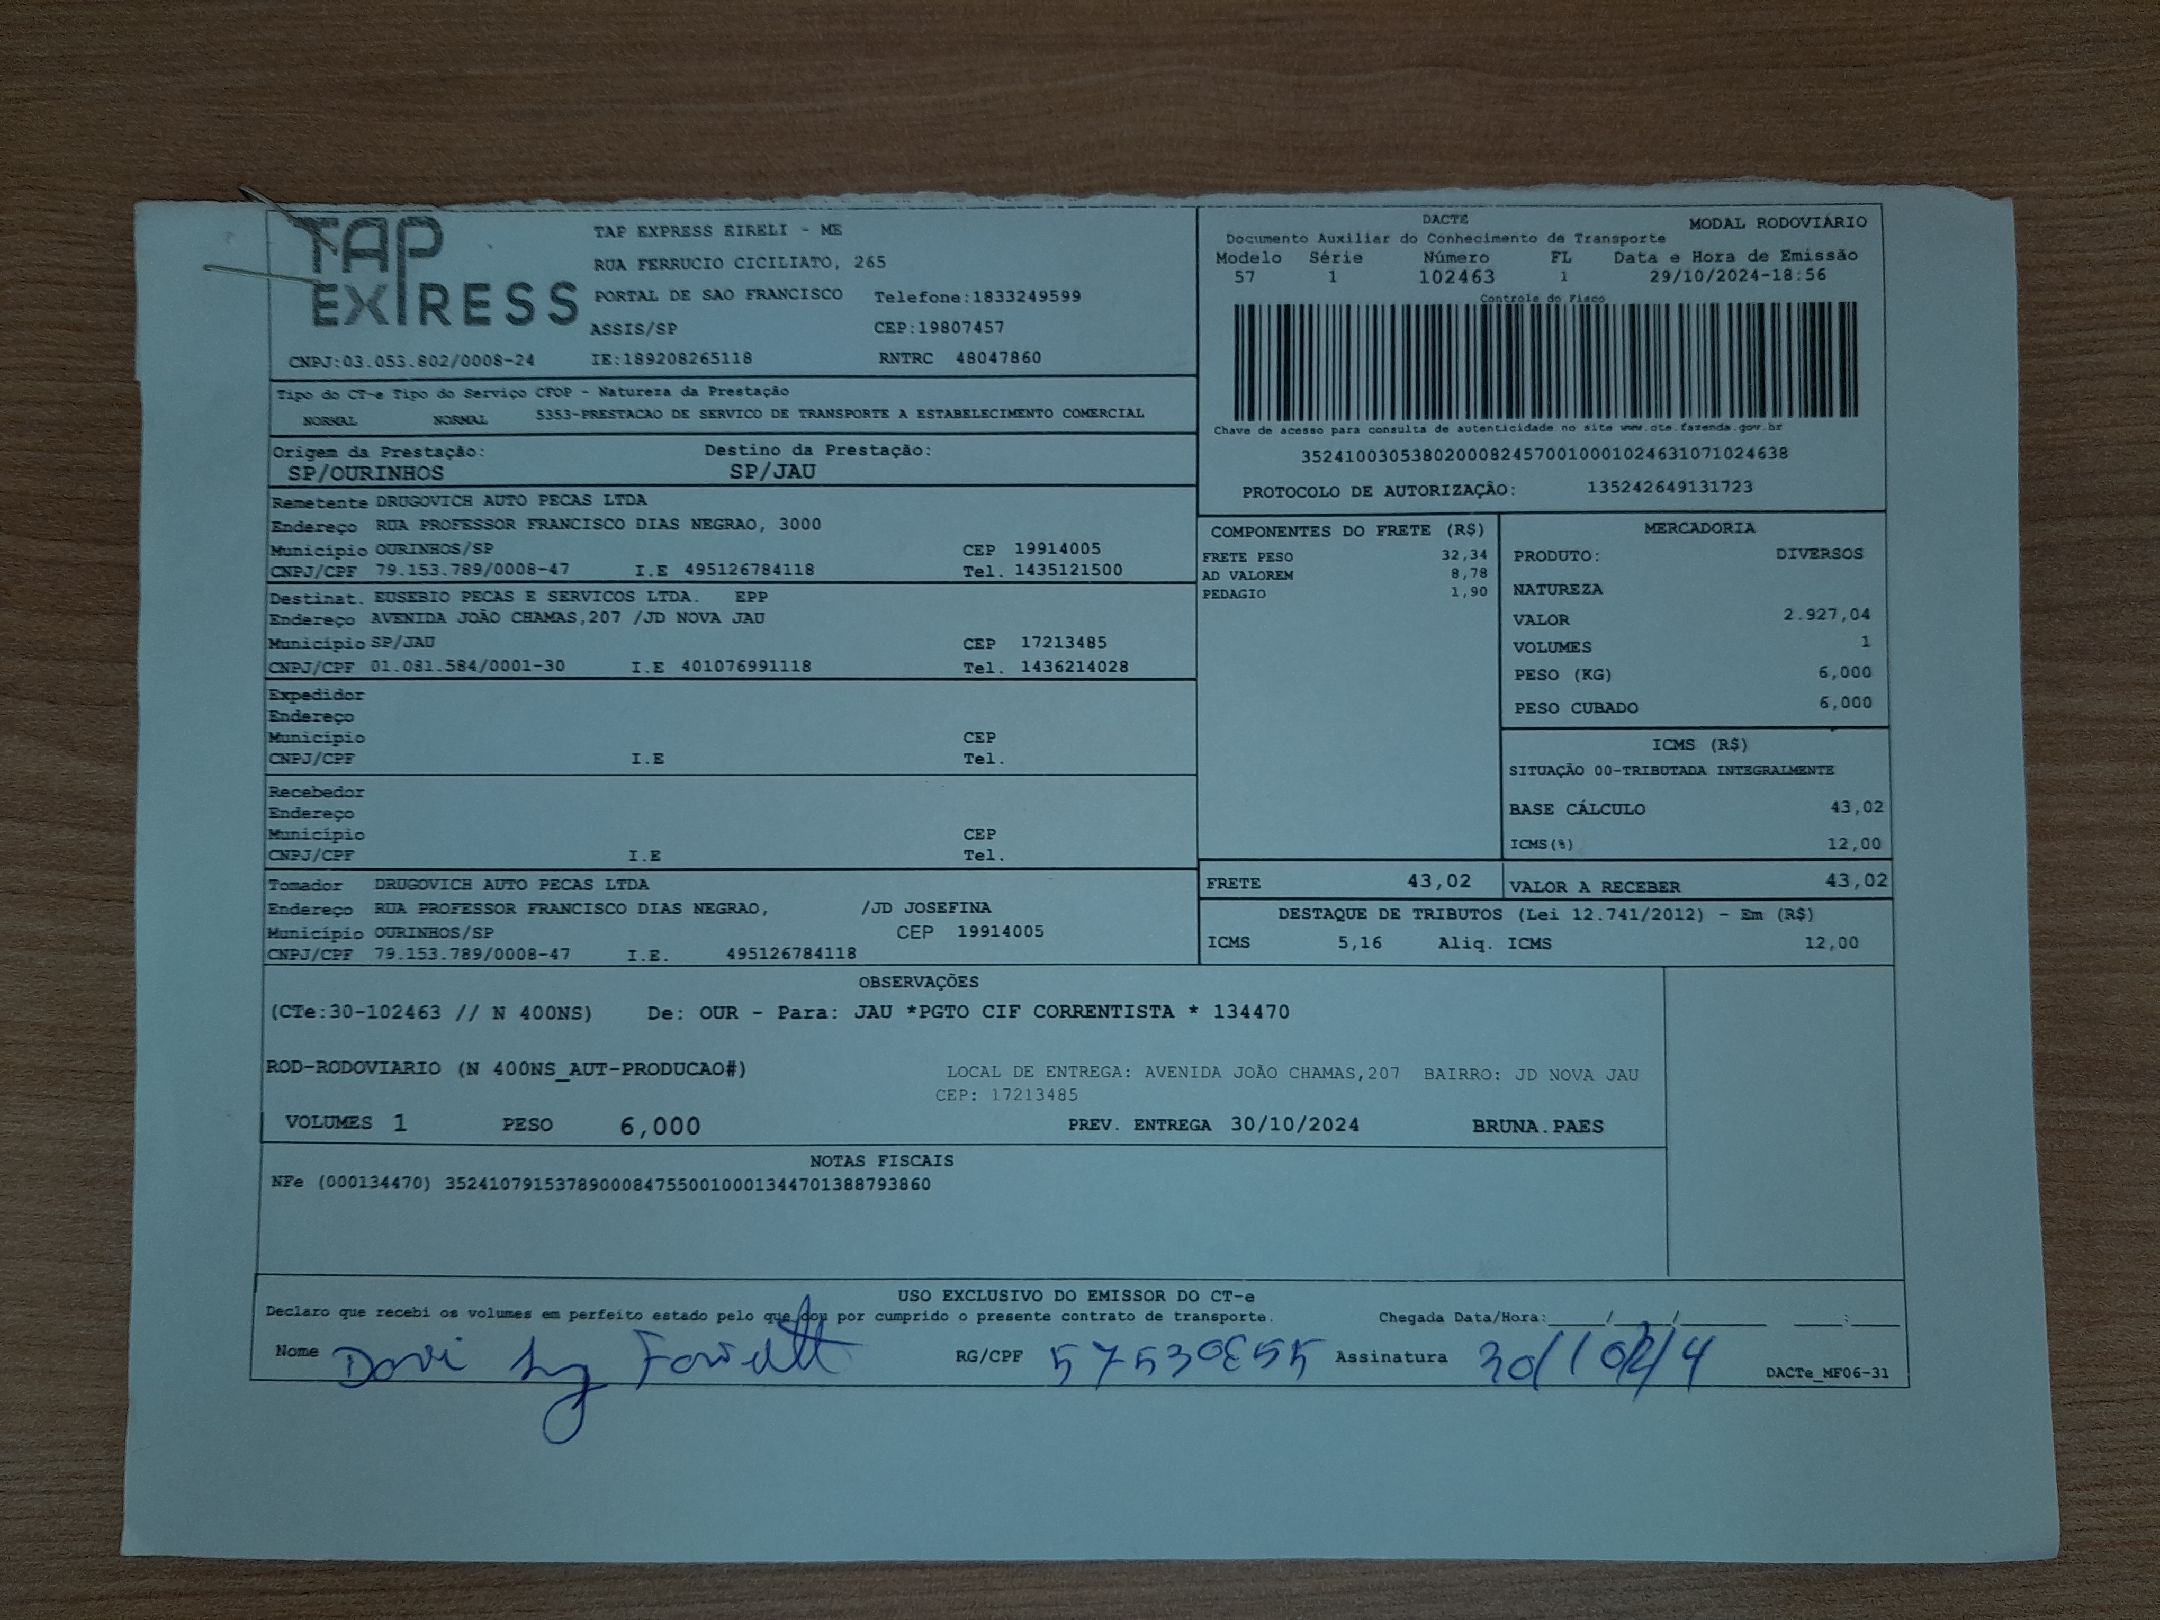 TAP EXPRESS
TAP EXPRESS EIRELI - ME
RUA FERRUCIO CICILIATO, 265
PORTAL DE SAO FRANCISCO Telefone:1833249599
ASSIS/SP CEP:19807457
CNPJ:03.053.802/0008-24 IE:189208265118 RNTRC 48047860
DACTE MODAL RODOVIÁRIO
Documento Auxiliar do Conhecimento de Transporte
Modelo Série Número FL Data e Hora de Emissão
57 1 102463 1 29/10/2024-18:56
Controle do Fisco
Chave de acesso para consulta de autenticidade no site www.cte.fazenda.gov.br
35241003053802000824570010001024631071024638
PROTOCOLO DE AUTORIZAÇÃO: 135242649131723
Tipo do CT-e Tipo do Serviço CFOP - Natureza da Prestação
NORMAL NORMAL 5353-PRESTACAO DE SERVICO DE TRANSPORTE A ESTABELECIMENTO COMERCIAL
Origem da Prestação: Destino da Prestação:
SP/OURINHOS SP/JAU
Remetente DRUGOVICH AUTO PECAS LTDA
Endereço RUA PROFESSOR FRANCISCO DIAS NEGRAO, 3000
Município OURINHOS/SP CEP 19914005
CNPJ/CPF 79.153.789/0008-47 I.E 495126784118 Tel. 1435121500
Destinat. EUSEBIO PECAS E SERVICOS LTDA. EPP
Endereço AVENIDA JOÃO CHAMAS,207 /JD NOVA JAU
Município SP/JAU CEP 17213485
CNPJ/CPF 01.081.584/0001-30 I.E 401076991118 Tel. 1436214028
Expedidor
Endereço
Município CEP
CNPJ/CPF I.E Tel.
Recebedor
Endereço
Município CEP
CNPJ/CPF I.E Tel.
Tomador DRUGOVICH AUTO PECAS LTDA
Endereço RUA PROFESSOR FRANCISCO DIAS NEGRAO, /JD JOSEFINA
Município OURINHOS/SP CEP 19914005
CNPJ/CPF 79.153.789/0008-47 I.E. 495126784118
COMPONENTES DO FRETE (R$)
FRETE PESO 32,34
AD VALOREM 8,78
PEDAGIO 1,90
MERCADORIA
PRODUTO: DIVERSOS
NATUREZA
VALOR 2.927,04
VOLUMES 1
PESO (KG) 6,000
PESO CUBADO 6,000
ICMS (R$)
SITUAÇÃO 00-TRIBUTADA INTEGRALMENTE
BASE CÁLCULO 43,02
ICMS(%) 12,00
FRETE 43,02 VALOR A RECEBER 43,02
DESTAQUE DE TRIBUTOS (Lei 12.741/2012) - Em (R$)
ICMS 5,16 Aliq. ICMS 12,00
OBSERVAÇÕES
(CTe:30-102463 // N 400NS) De: OUR - Para: JAU *PGTO CIF CORRENTISTA * 134470
ROD-RODOVIARIO (N 400NS_AUT-PRODUCAO#) LOCAL DE ENTREGA: AVENIDA JOÃO CHAMAS,207 BAIRRO: JD NOVA JAU
CEP: 17213485
VOLUMES 1 PESO 6,000 PREV. ENTREGA 30/10/2024 BRUNA.PAES
NOTAS FISCAIS
NFe (000134470) 35241079153789000847550010001344701388793860
USO EXCLUSIVO DO EMISSOR DO CT-e
Declaro que recebi os volumes em perfeito estado pelo que dou por cumprido o presente contrato de transporte. Chegada Data/Hora:____/____/______ ___:___
Nome Davi RG/CPF Assinatura DACTe_MF06-31